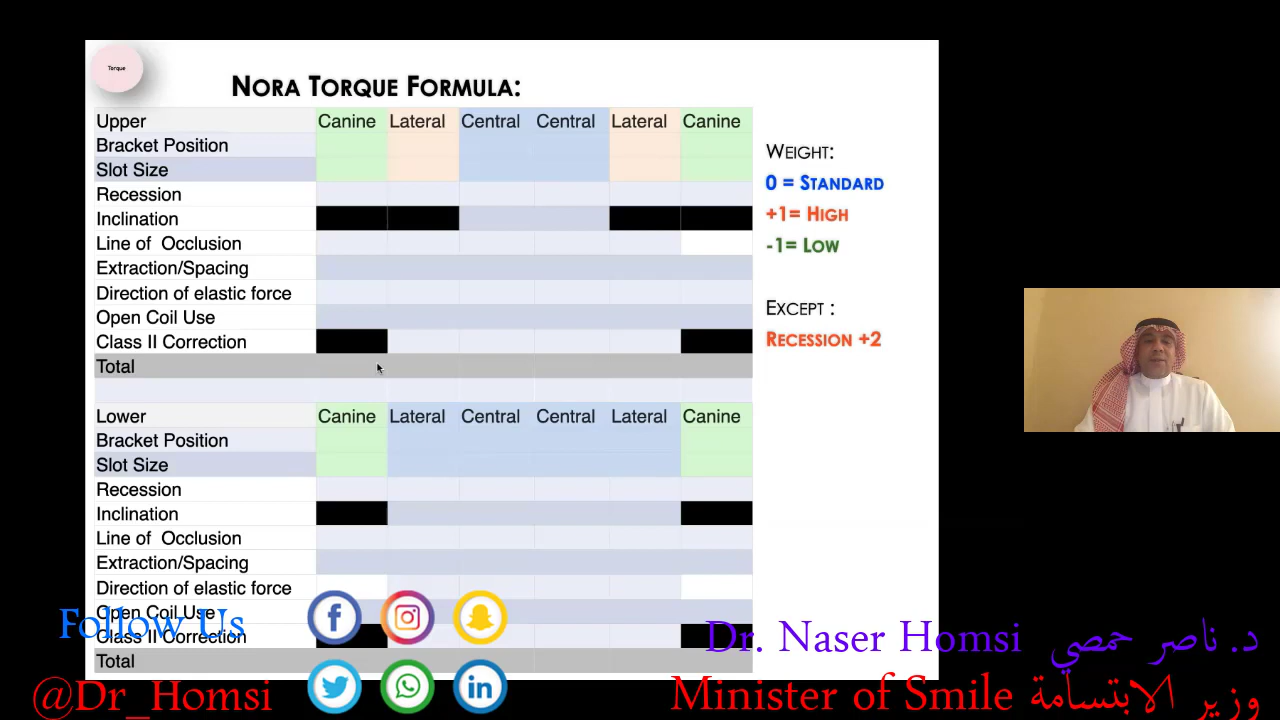 Torque
NORA TORQUE FORMULA:
Upper Canine Lateral Central Central Lateral Canine
Bracket Position
Slot Size
Recession
Inclination
Line of Occlusion
Extraction/Spacing
Direction of elastic force
Open Coil Use
Class II Correction
Total
Lower Canine Lateral Central Central Lateral Canine
Bracket Position
Slot Size
Recession
Inclination
Line of Occlusion
Extraction/Spacing
Direction of elastic force
Open Coil Use
Class II Correction
Total
WEIGHT:
0 = STANDARD
+1= HIGH
-1= LOW
EXCEPT :
RECESSION +2
Follow Us
@Dr_Homsi
f
in
Dr. Naser Homsi د. ناصر حمصي
Minister of Smile وزير الابتسامة